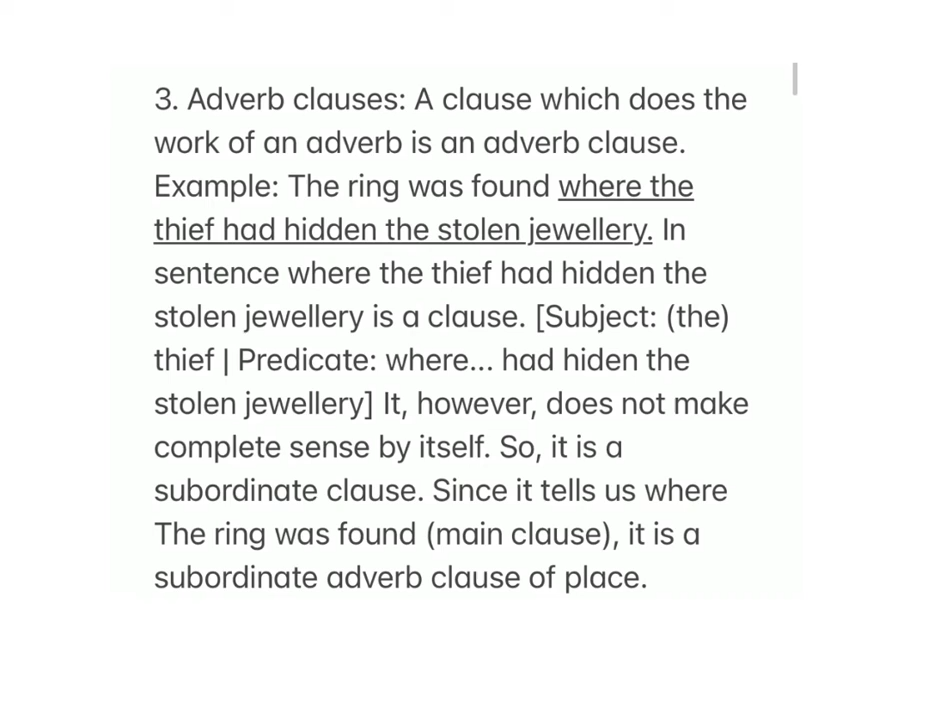 3. Adverb clauses: A clause which does the
work of an adverb is an adverb clause.
Example: The ring was found where the
thief had hidden the stolen jewellery. In
sentence where the thief had hidden the
stolen jewellery is a clause. [Subject: (the)
thief | Predicate: where... had hiden the
stolen jewellery] It, however, does not make
complete sense by itself. So, it is a
subordinate clause. Since it tells us where
The ring was found (main clause), it is a
subordinate adverb clause of place.